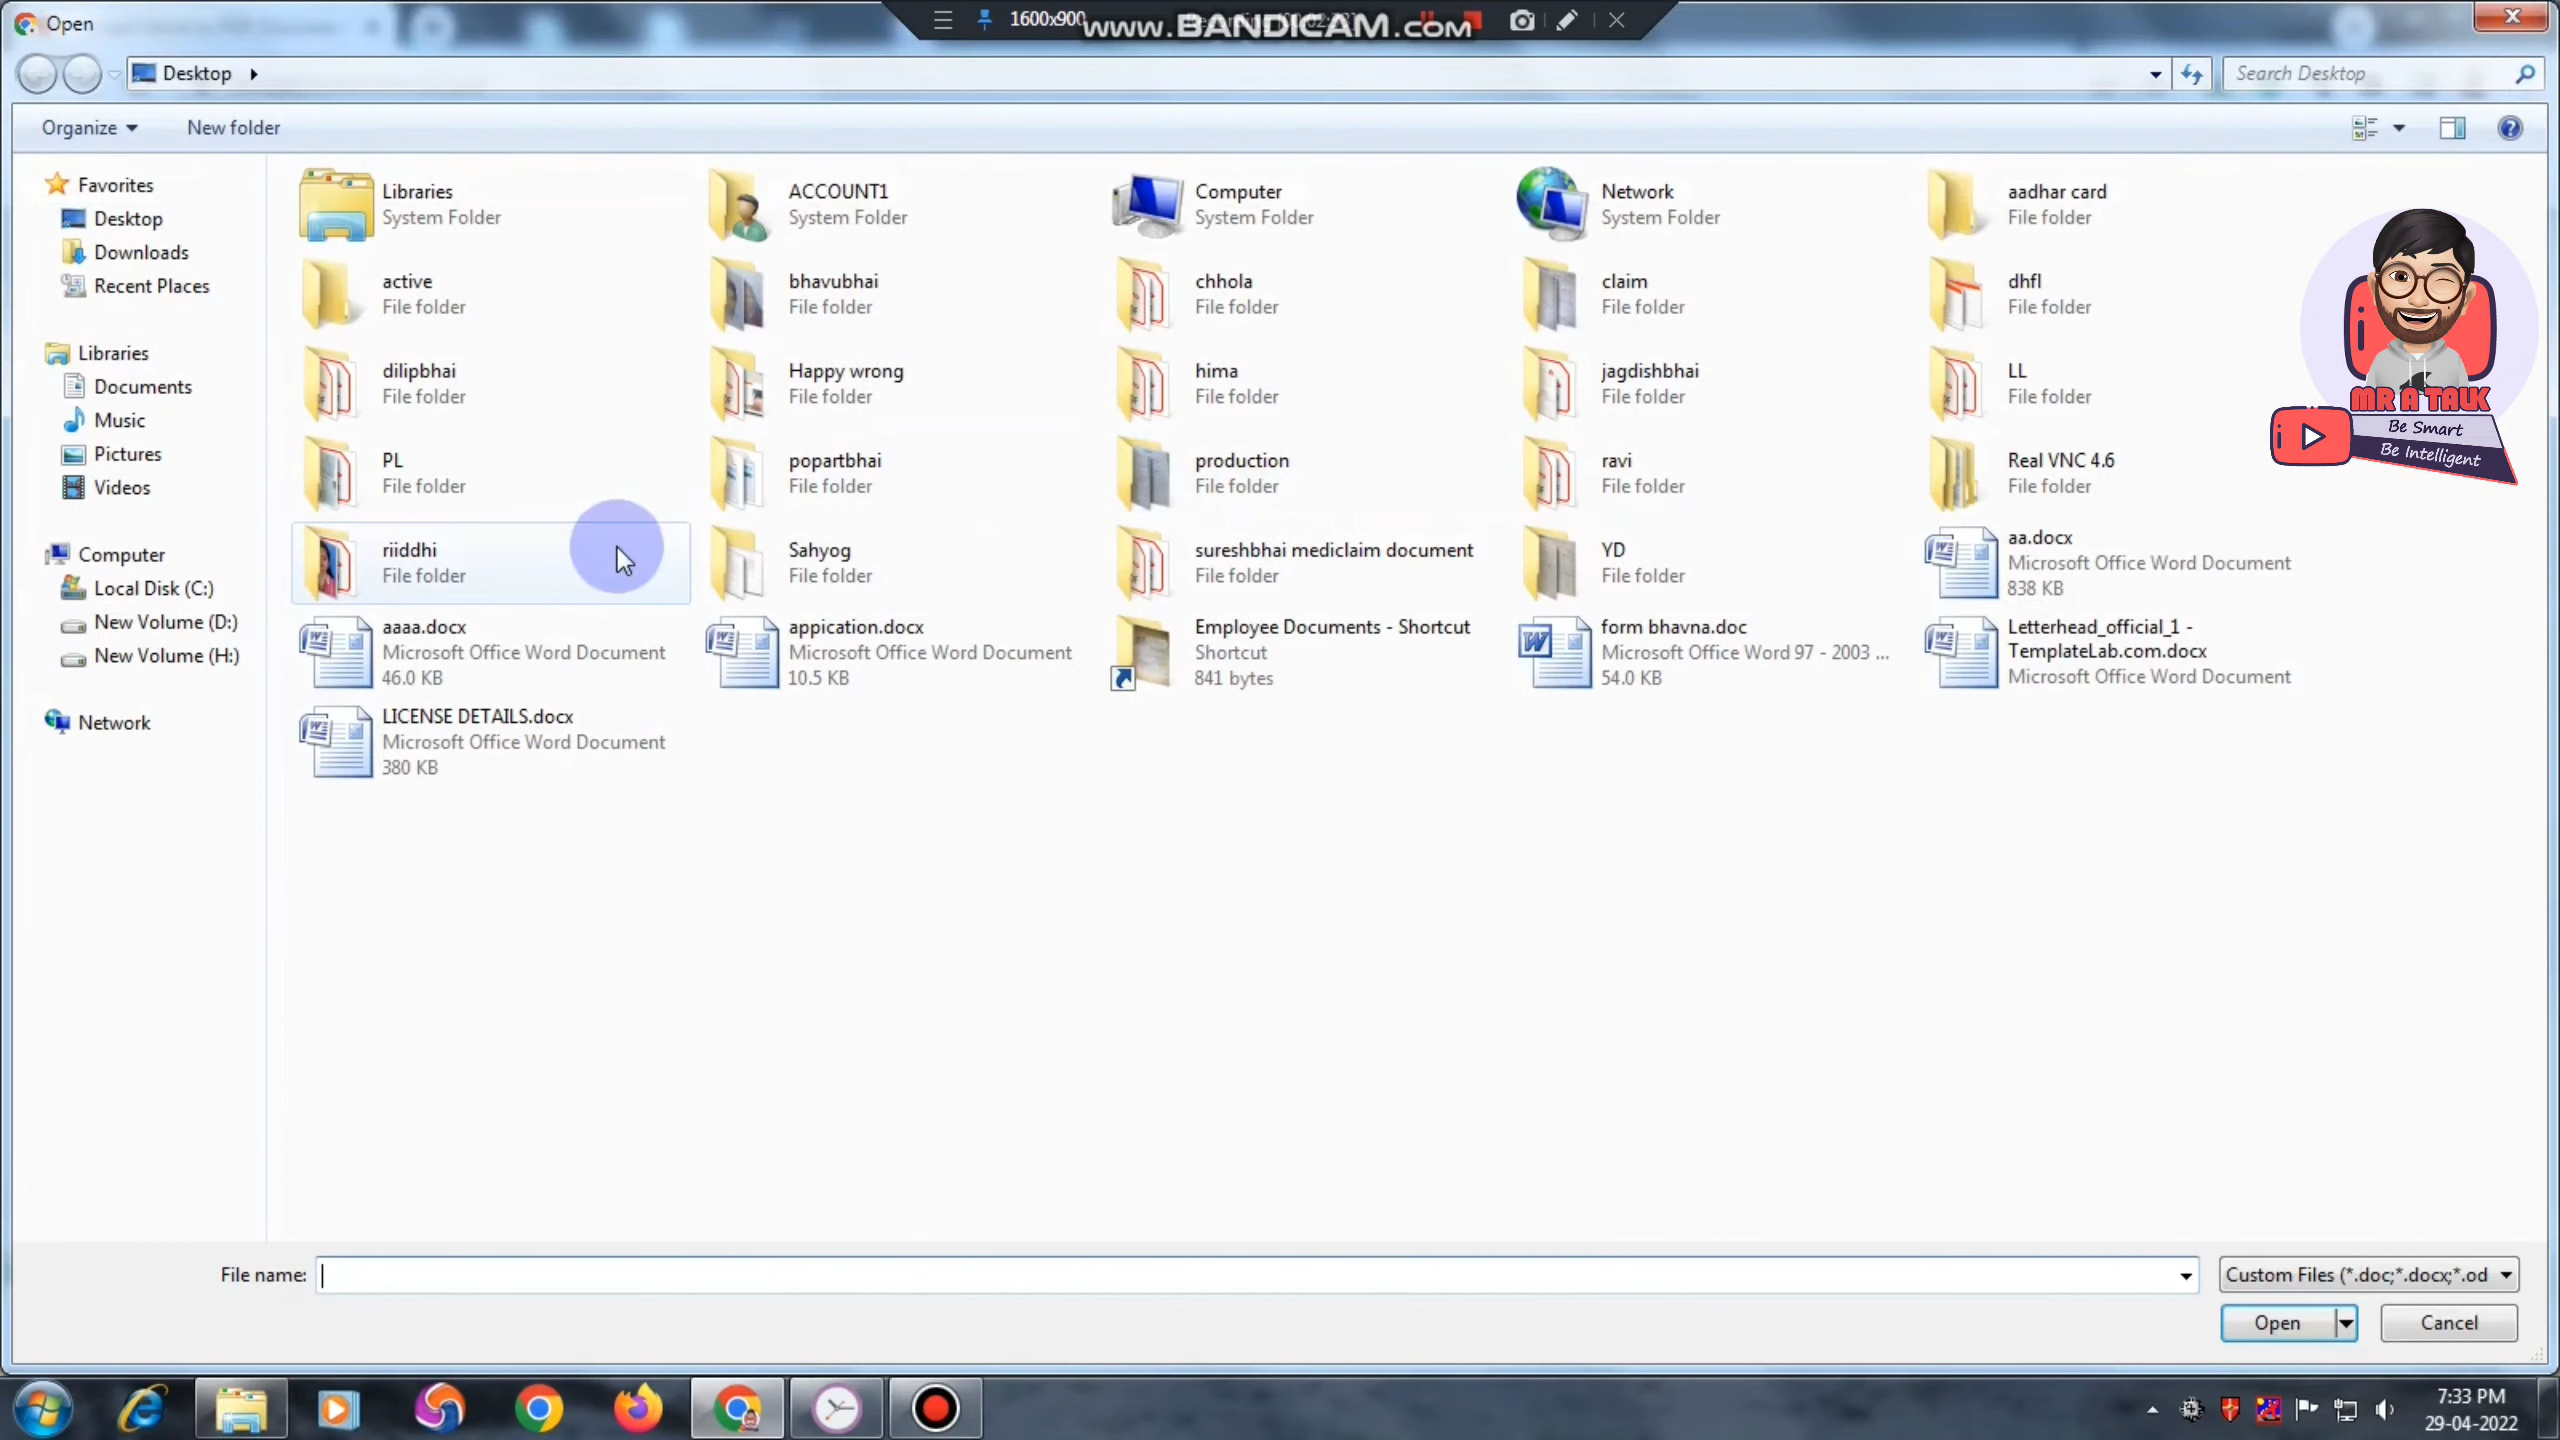 Open
1600x900
www.BANDICAM.com
Desktop
Search Desktop
Organize
New folder
Favorites
Desktop
Downloads
Recent Places
Libraries
Documents
Music
Pictures
Videos
Computer
Local Disk (C:)
New Volume (D:)
New Volume (H:)
Network
Libraries
System Folder
ACCOUNT1
System Folder
Computer
System Folder
Network
System Folder
aadhar card
File folder
active
File folder
bhavubhai
File folder
chhola
File folder
claim
File folder
dhfl
File folder
dilipbhai
File folder
Happy wrong
File folder
hima
File folder
jagdishbhai
File folder
LL
File folder
PL
File folder
popartbhai
File folder
production
File folder
ravi
File folder
Real VNC 4.6
File folder
riiddhi
File folder
Sahyog
File folder
sureshbhai mediclaim document
File folder
YD
File folder
aa.docx
Microsoft Office Word Document
838 KB
aaaa.docx
Microsoft Office Word Document
46.0 KB
appication.docx
Microsoft Office Word Document
10.5 KB
Employee Documents - Shortcut
Shortcut
841 bytes
form bhavna.doc
Microsoft Office Word 97 - 2003 ...
54.0 KB
Letterhead_official_1 -
TemplateLab.com.docx
Microsoft Office Word Document
LICENSE DETAILS.docx
Microsoft Office Word Document
380 KB
MR A TALK
Be Smart
Be Intelligent
File name:
Custom Files (*.doc;*.docx;*.od
Open
Cancel
7:33 PM
29-04-2022